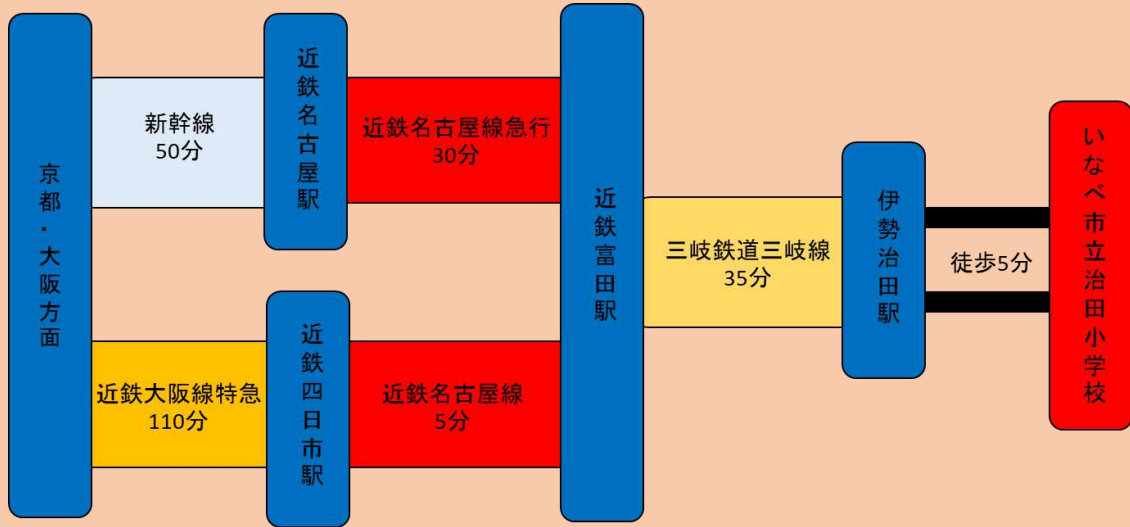 京都・大阪方面
新幹線
50分
近鉄名古屋駅
近鉄名古屋線急行
30分
近鉄大阪線特急
110分
近鉄四日市駅
近鉄名古屋線
5分
近鉄富田駅
三岐鉄道三岐線
35分
伊勢治田駅
徒歩5分
いなべ市立治田小学校